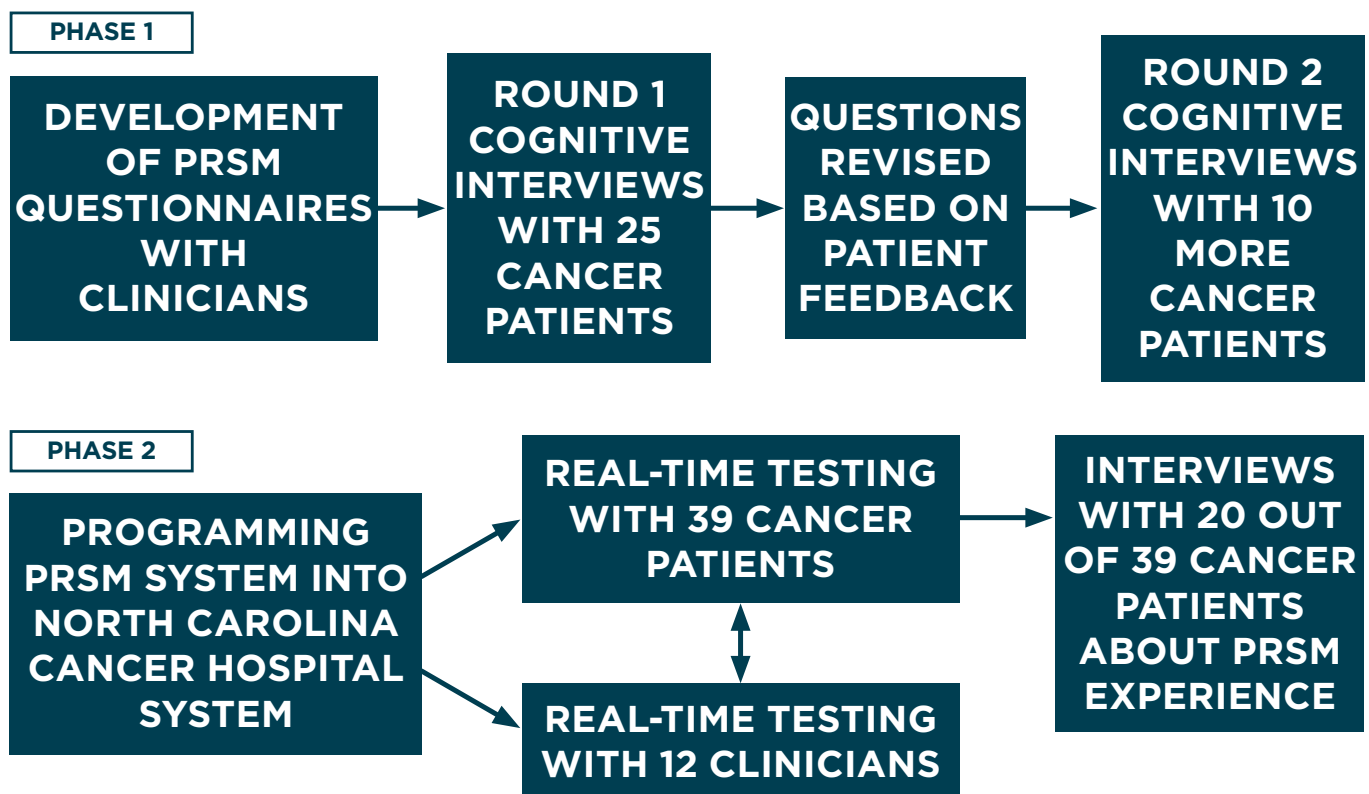 PHASE 1
DEVELOPMENT
OF PRSM
QUESTIONNAIRES
WITH
CLINICIANS
ROUND 1
COGNITIVE
INTERVIEWS
WITH 25
CANCER
PATIENTS
QUESTIONS
REVISED
BASED ON
PATIENT
FEEDBACK
ROUND 2
COGNITIVE
INTERVIEWS
WITH 10
MORE
CANCER
PATIENTS
PHASE 2
PROGRAMMING
PRSM SYSTEM INTO
NORTH CAROLINA
CANCER HOSPITAL
SYSTEM
REAL-TIME TESTING
WITH 39 CANCER
PATIENTS
REAL-TIME TESTING
WITH 12 CLINICIANS
INTERVIEWS
WITH 20 OUT
OF 39 CANCER
PATIENTS
ABOUT PRSM
EXPERIENCE